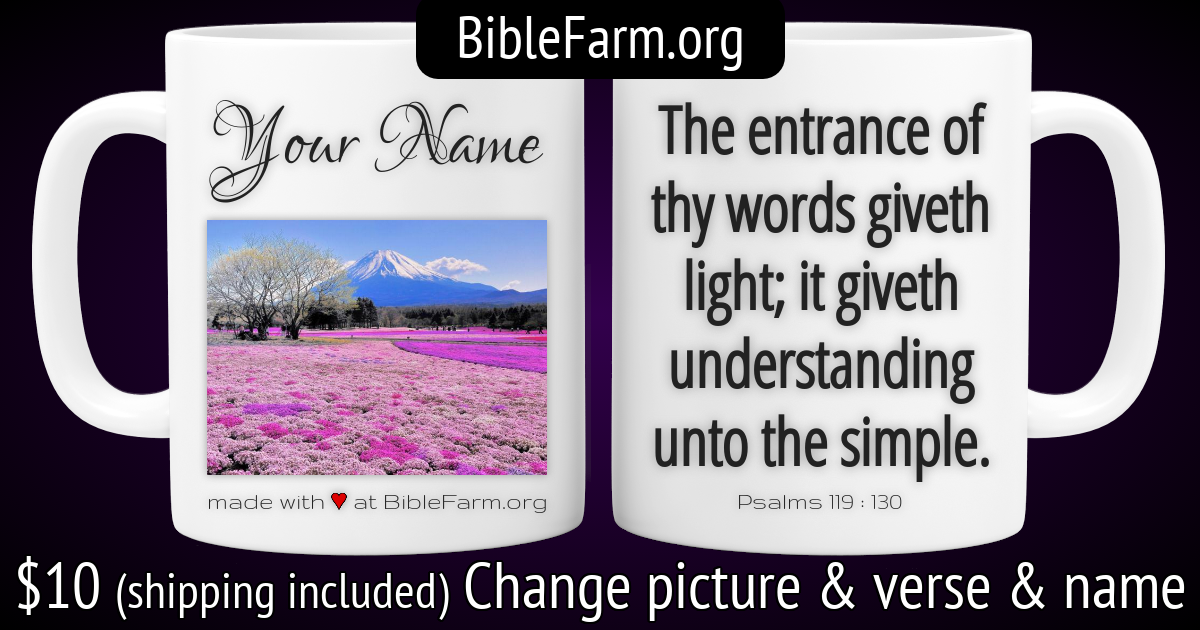 BibleFarm.org
Your Name
made with ♥ at BibleFarm.org
The entrance of
thy words giveth
light; it giveth
understanding
unto the simple.
Psalms 119 : 130
$10 (shipping included) Change picture & verse & name